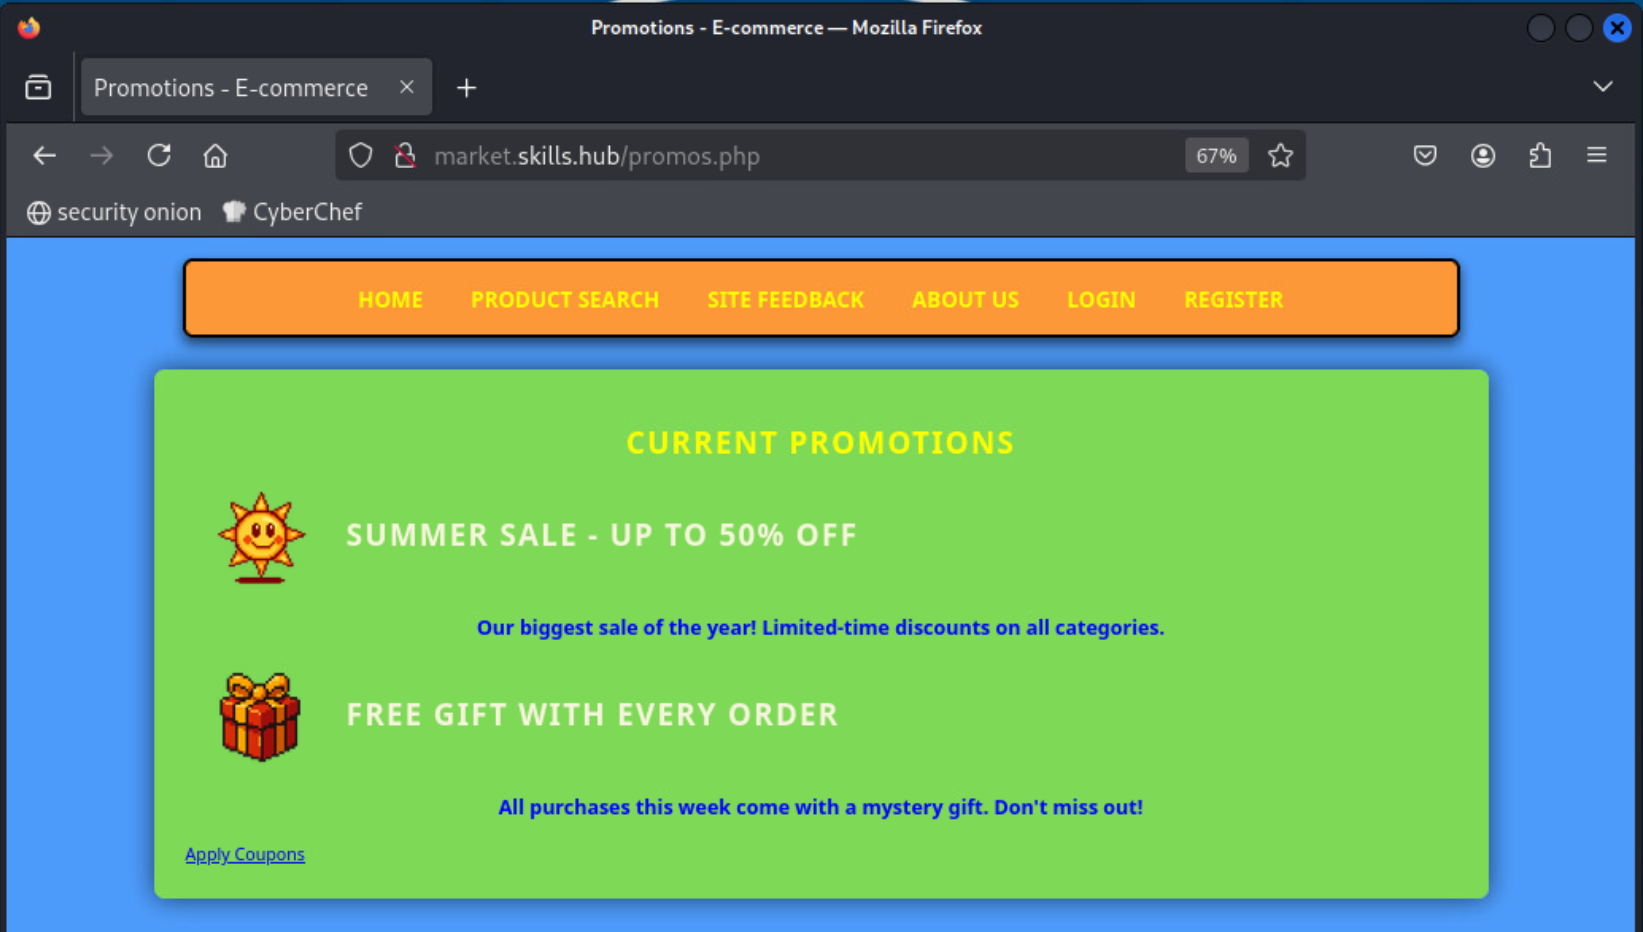 Promotions - E-commerce — Mozilla Firefox
Promotions - E-commerce
market.skills.hub/promos.php 67%
security onion CyberChef
HOME PRODUCT SEARCH SITE FEEDBACK ABOUT US LOGIN REGISTER
CURRENT PROMOTIONS
SUMMER SALE - UP TO 50% OFF
Our biggest sale of the year! Limited-time discounts on all categories.
FREE GIFT WITH EVERY ORDER
All purchases this week come with a mystery gift. Don't miss out!
Apply Coupons